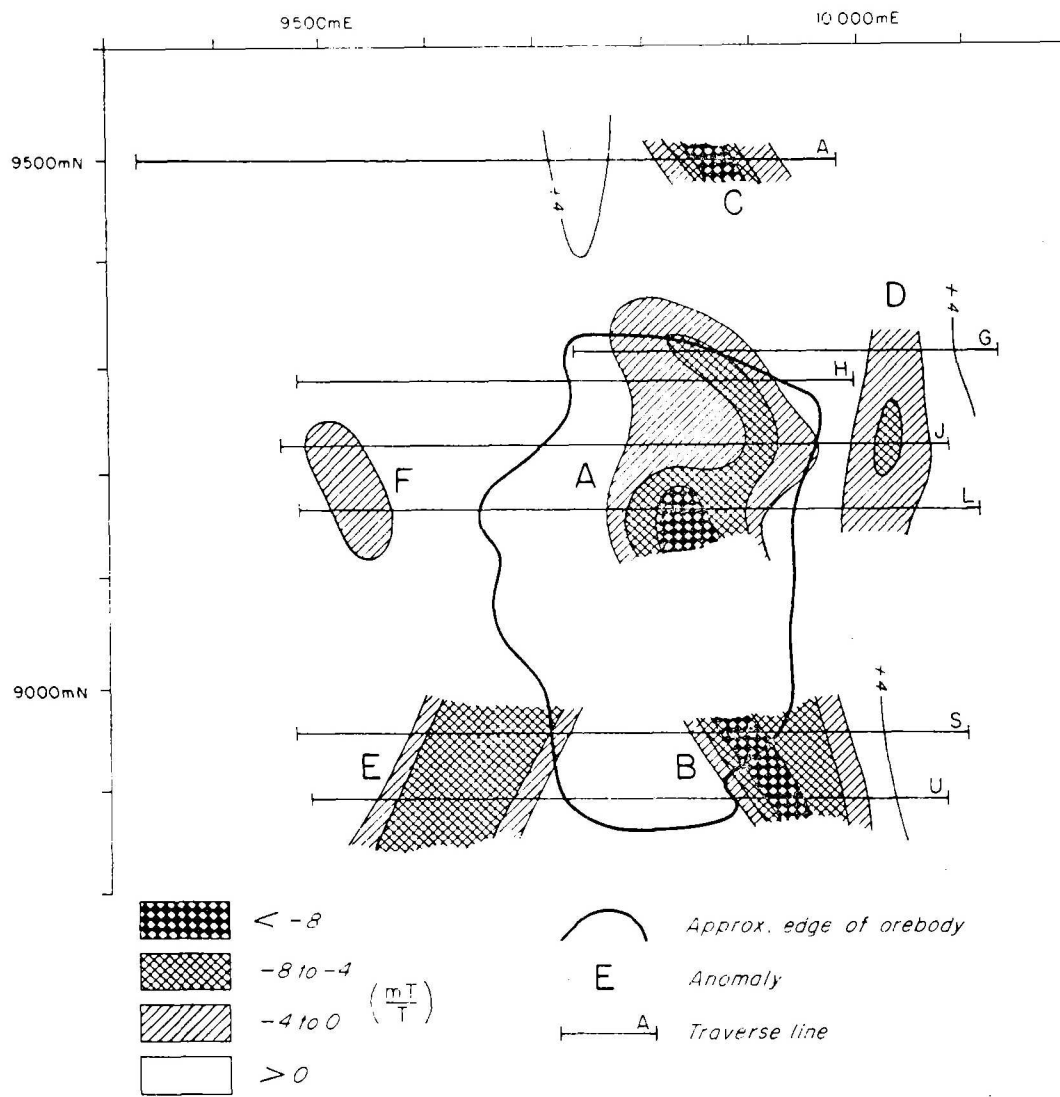 9500mE 10 000mE
9500mN
A
C
+4
D
+4
G
H
J
F
A
L
9000mN
+4
S
E
B
U
< -8
-8 to -4
-4 to 0
(mT/T)
> 0
Approx. edge of orebody
E Anomaly
A Traverse line